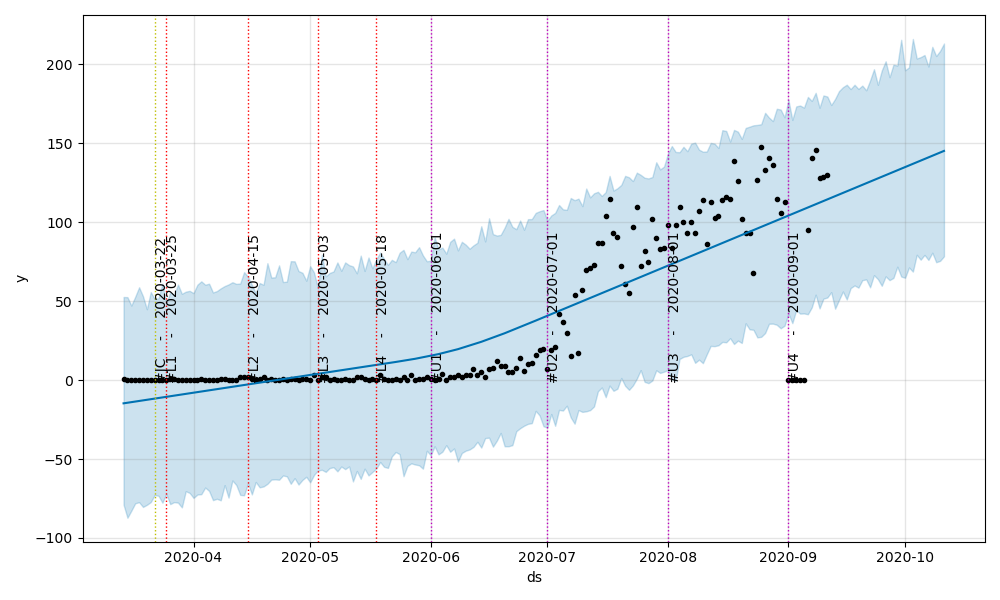 y
200
150
100
50
0
−50
−100
#JC - 2020-03-22
#L1 - 2020-03-25
#L2 - 2020-04-15
#L3 - 2020-05-03
#L4 - 2020-05-18
#U1 - 2020-06-01
#U2 - 2020-07-01
#U3 - 2020-08-01
#U4 - 2020-09-01
2020-04
2020-05
2020-06
2020-07
2020-08
2020-09
2020-10
ds